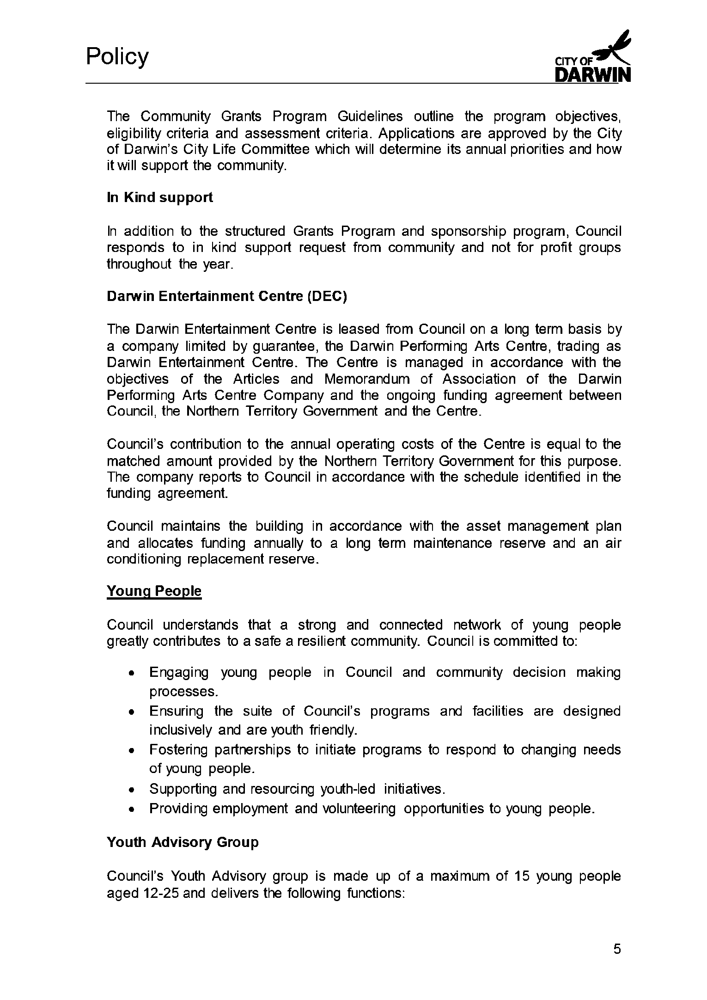 Policy
CITY OF
DARWIN
The Community Grants Program Guidelines outline the program objectives,
eligibility criteria and assessment criteria. Applications are approved by the City
of Darwin's City Life Committee which will determine its annual priorities and how
it will support the community.
In Kind support
In addition to the structured Grants Program and sponsorship program, Council
responds to in kind support request from community and not for profit groups
throughout the year.
Darwin Entertainment Centre (DEC)
The Darwin Entertainment Centre is leased from Council on a long term basis by
a company limited by guarantee, the Darwin Performing Arts Centre, trading as
Darwin Entertainment Centre. The Centre is managed in accordance with the
objectives of the Articles and Memorandum of Association of the Darwin
Performing Arts Centre Company and the ongoing funding agreement between
Council, the Northern Territory Government and the Centre.
Council's contribution to the annual operating costs of the Centre is equal to the
matched amount provided by the Northern Territory Government for this purpose.
The company reports to Council in accordance with the schedule identified in the
funding agreement.
Council maintains the building in accordance with the asset management plan
and allocates funding annually to a long term maintenance reserve and an air
conditioning replacement reserve.
Young People
Council understands that a strong and connected network of young people
greatly contributes to a safe a resilient community. Council is committed to:
• Engaging young people in Council and community decision making
processes.
• Ensuring the suite of Council's programs and facilities are designed
inclusively and are youth friendly.
• Fostering partnerships to initiate programs to respond to changing needs
of young people.
• Supporting and resourcing youth-led initiatives.
• Providing employment and volunteering opportunities to young people.
Youth Advisory Group
Council's Youth Advisory group is made up of a maximum of 15 young people
aged 12-25 and delivers the following functions:
5